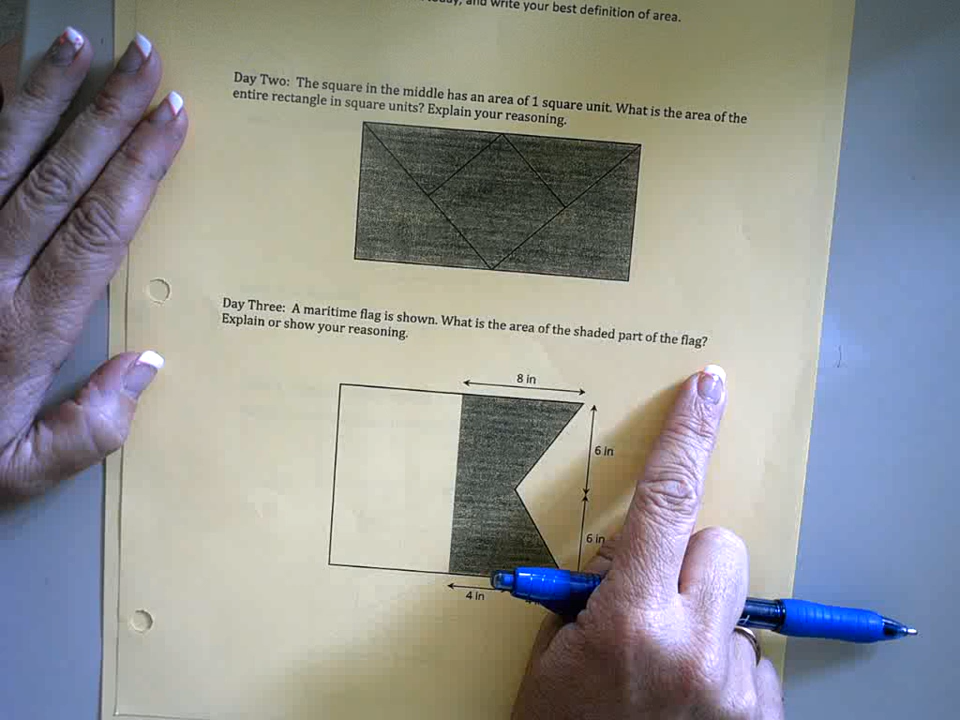 and write your best definition of area.
Day Two: The square in the middle has an area of 1 square unit. What is the area of the
entire rectangle in square units? Explain your reasoning.
Day Three: A maritime flag is shown. What is the area of the shaded part of the flag?
Explain or show your reasoning.
8 in
6 in
6 in
4 in